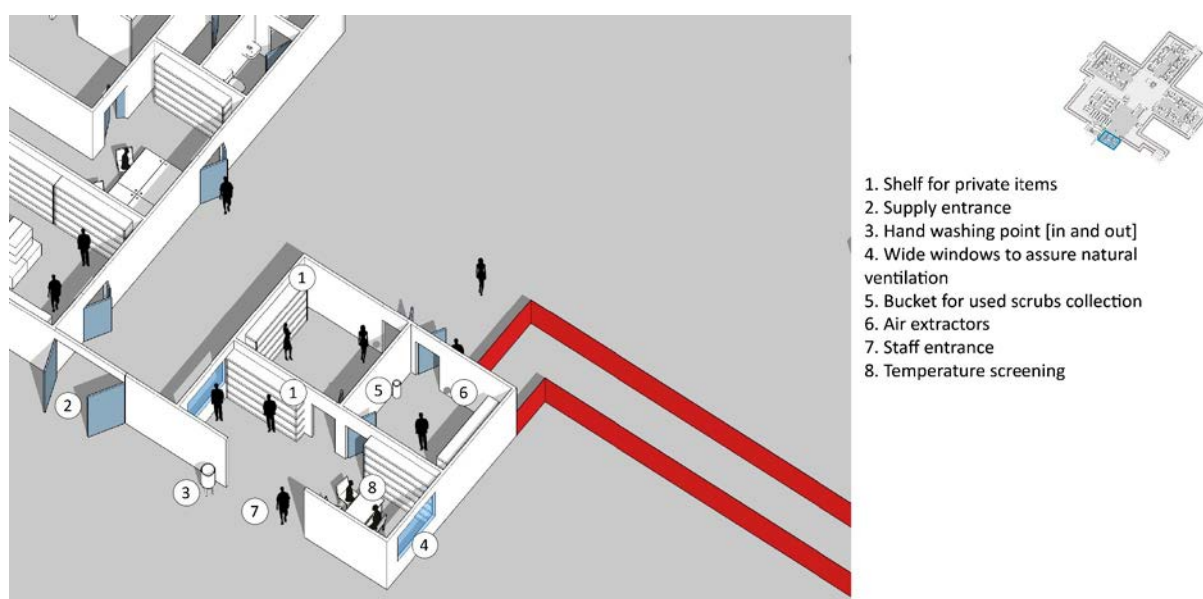 1
1
5
6
2
8
3
7
4
1. Shelf for private items
2. Supply entrance
3. Hand washing point [in and out]
4. Wide windows to assure natural
ventilation
5. Bucket for used scrubs collection
6. Air extractors
7. Staff entrance
8. Temperature screening